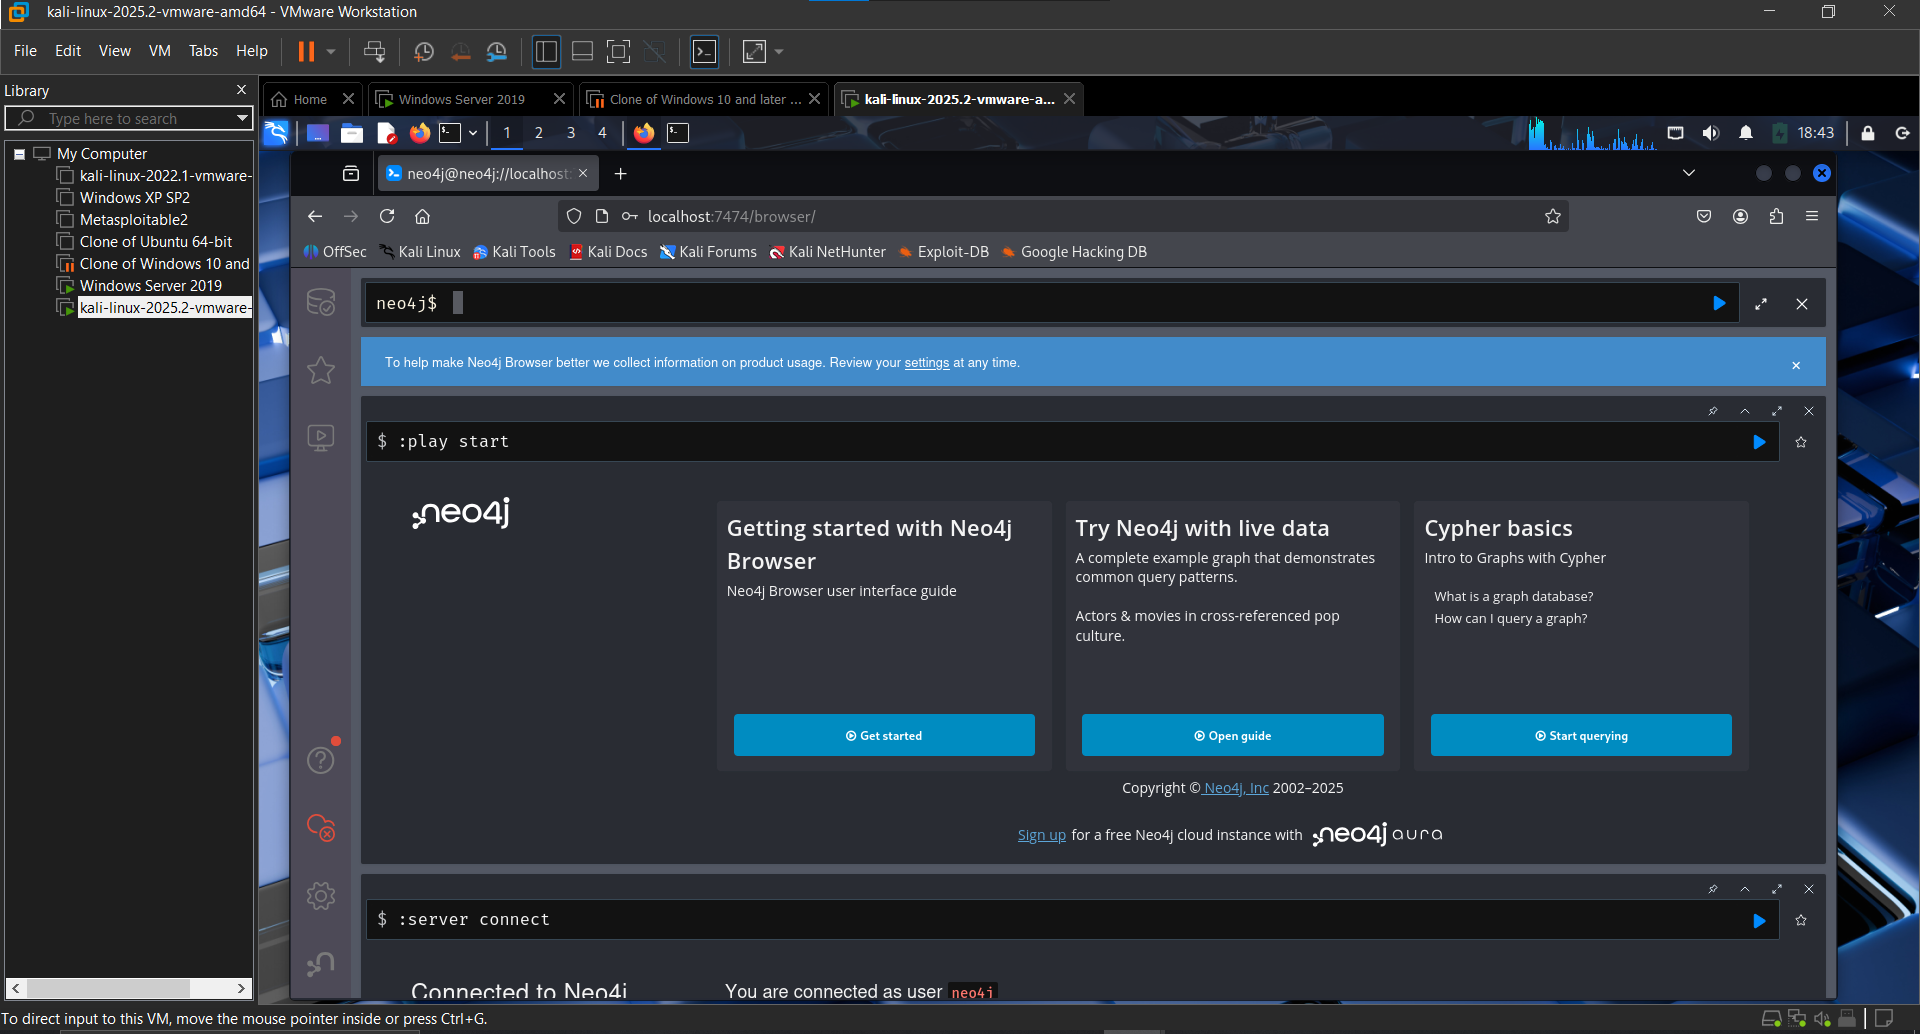 kali-linux-2025.2-vmware-amd64 - VMware Workstation
File Edit View VM Tabs Help
Library
Type here to search
My Computer
kali-linux-2022.1-vmware-
Windows XP SP2
Metasploitable2
Clone of Ubuntu 64-bit
Clone of Windows 10 and
Windows Server 2019
kali-linux-2025.2-vmware-
Home
Windows Server 2019
Clone of Windows 10 and later ...
kali-linux-2025.2-vmware-a...
1 2 3 4
18:43
neo4j@neo4j://localhost:
localhost:7474/browser/
OffSec Kali Linux Kali Tools Kali Docs Kali Forums Kali NetHunter Exploit-DB Google Hacking DB
neo4j$
To help make Neo4j Browser better we collect information on product usage. Review your settings at any time.
$ :play start
neo4j
Getting started with Neo4j
Browser
Neo4j Browser user interface guide
Get started
Try Neo4j with live data
A complete example graph that demonstrates
common query patterns.
Actors & movies in cross-referenced pop
culture.
Open guide
Cypher basics
Intro to Graphs with Cypher
What is a graph database?
How can I query a graph?
Start querying
Copyright © Neo4j, Inc 2002–2025
Sign up for a free Neo4j cloud instance with neo4j aura
$ :server connect
Connected to Neo4j
You are connected as user neo4j
To direct input to this VM, move the mouse pointer inside or press Ctrl+G.